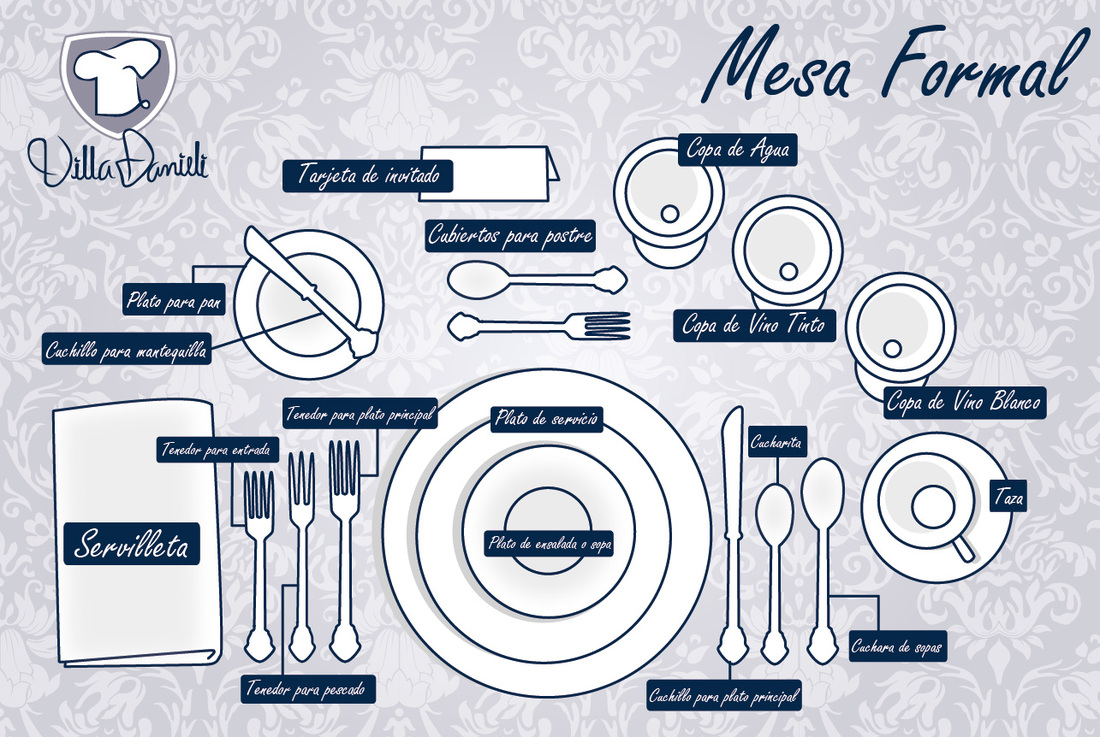 Mesa Formal
Villa Danieli
Copa de Agua
Tarjeta de invitado
Cubiertos para postre
Plato para pan
Copa de Vino Tinto
Cuchillo para mantequilla
Copa de Vino Blanco
Tenedor para plato principal
Plato de servicio
Tenedor para entrada
Cucharita
Taza
Servilleta
Plato de ensalada o sopa
Cuchara de sopas
Tenedor para pescado
Cuchillo para plato principal